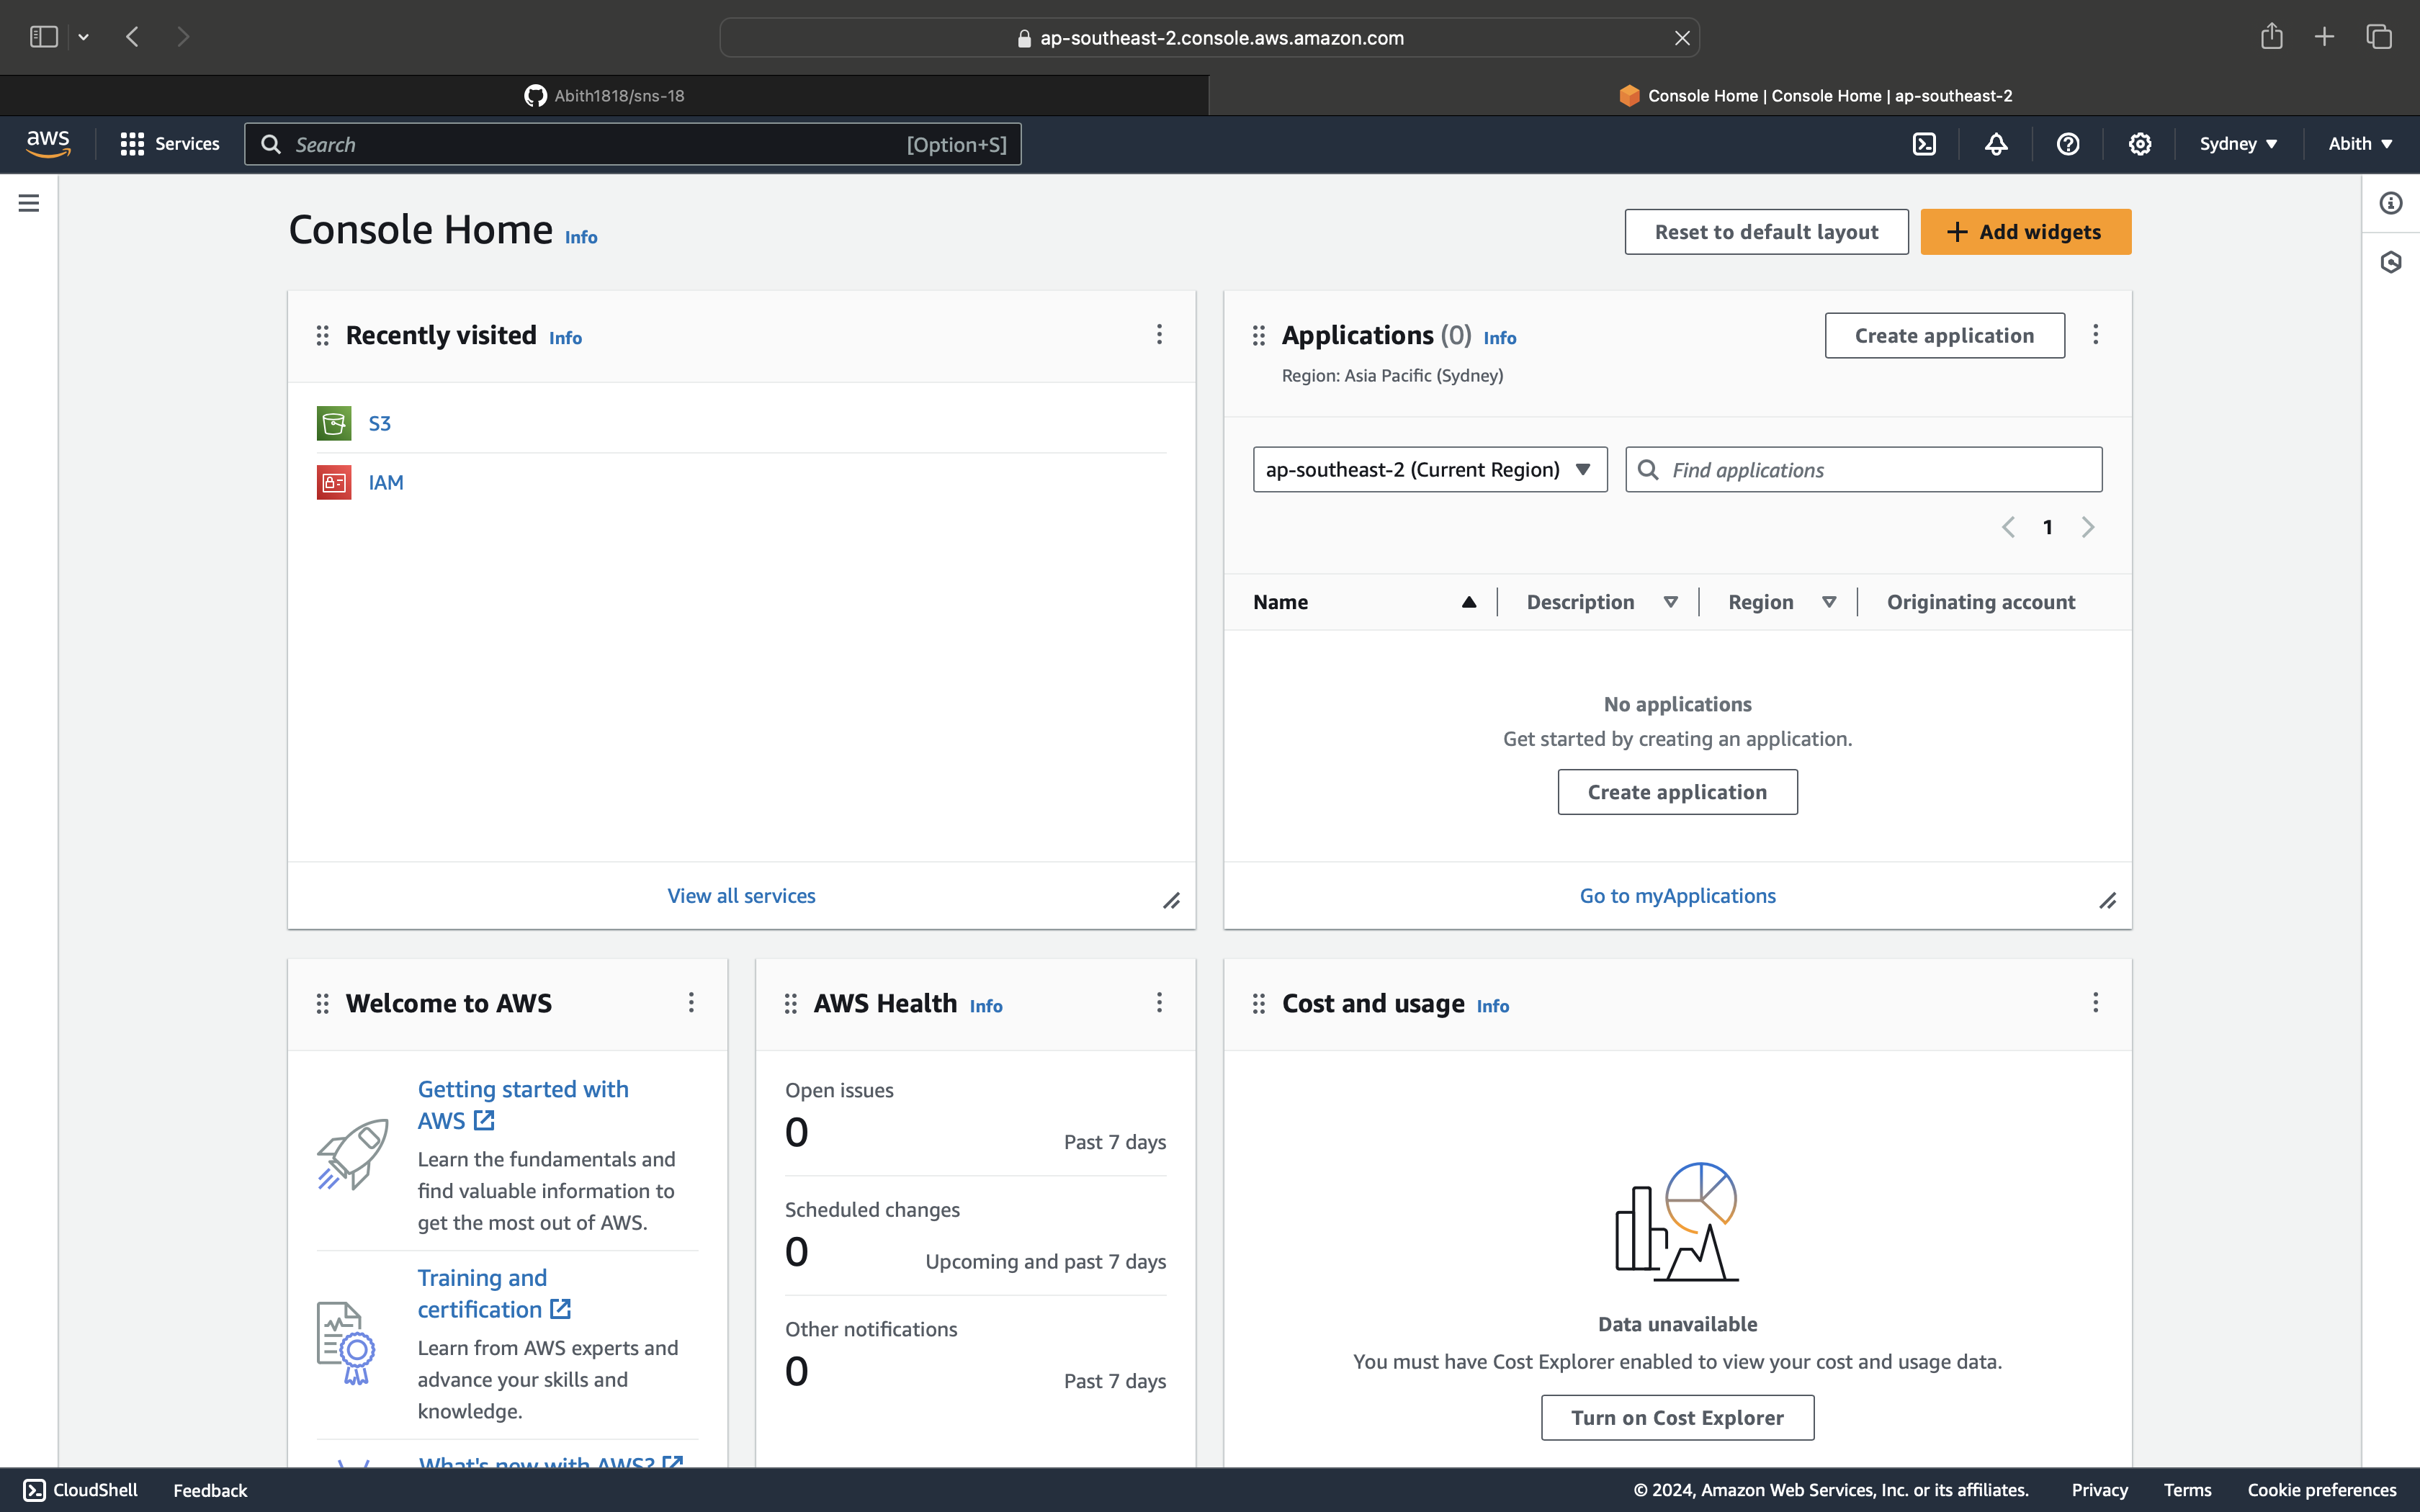 ap-southeast-2.console.aws.amazon.com
Abith1818/sns-18
Console Home | Console Home | ap-southeast-2
aws
Services
Search
[Option+S]
Sydney
Abith
Console Home Info
Reset to default layout
Add widgets
Recently visited Info
S3
IAM
View all services
Applications (0) Info
Create application
Region: Asia Pacific (Sydney)
ap-southeast-2 (Current Region)
Find applications
1
Name
Description
Region
Originating account
No applications
Get started by creating an application.
Create application
Go to myApplications
Welcome to AWS
Getting started with
AWS
Learn the fundamentals and
find valuable information to
get the most out of AWS.
Training and
certification
Learn from AWS experts and
advance your skills and
knowledge.
What's new with AWS?
AWS Health Info
Open issues
0
Past 7 days
Scheduled changes
0
Upcoming and past 7 days
Other notifications
0
Past 7 days
Cost and usage Info
Data unavailable
You must have Cost Explorer enabled to view your cost and usage data.
Turn on Cost Explorer
CloudShell
Feedback
© 2024, Amazon Web Services, Inc. or its affiliates.
Privacy
Terms
Cookie preferences